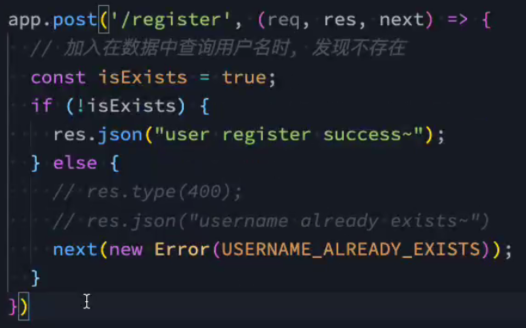 app.post('/register', (req, res, next) => {
  // 加入在数据中查询用户名时, 发现不存在
  const isExists = true;
  if (!isExists) {
    res.json("user register success~");
  } else {
    // res.type(400);
    // res.json("username already exists~")
    next(new Error(USERNAME_ALREADY_EXISTS));
  }
})